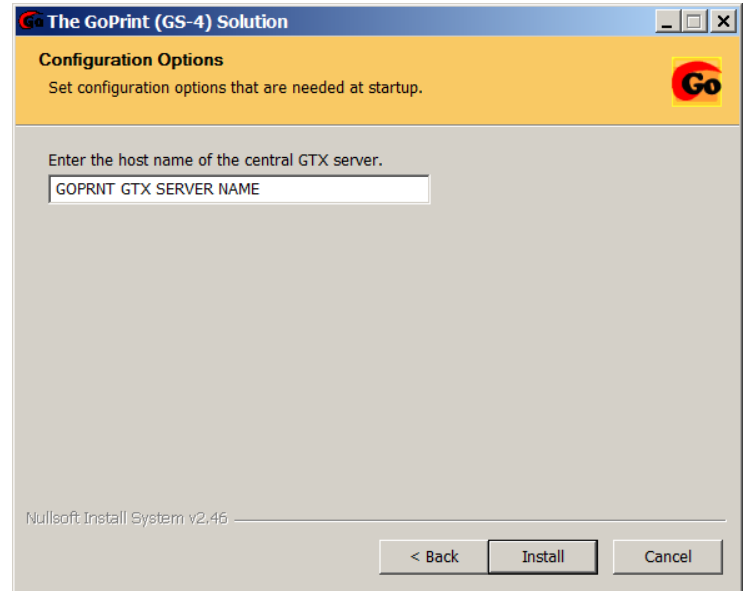 Go The GoPrint (GS-4) Solution
Configuration Options
Set configuration options that are needed at startup.
Go
Enter the host name of the central GTX server.
GOPRNT GTX SERVER NAME
Nullsoft Install System v2.46
< Back Install Cancel